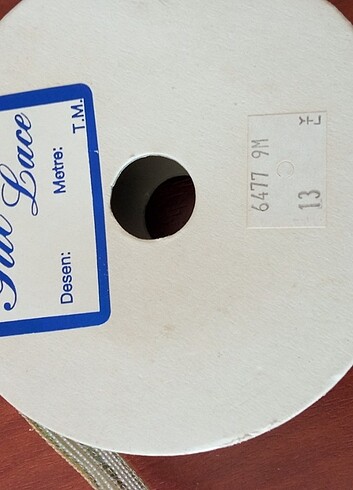 Lace
T.M.
Desen:
Metre:
6477 9M
13